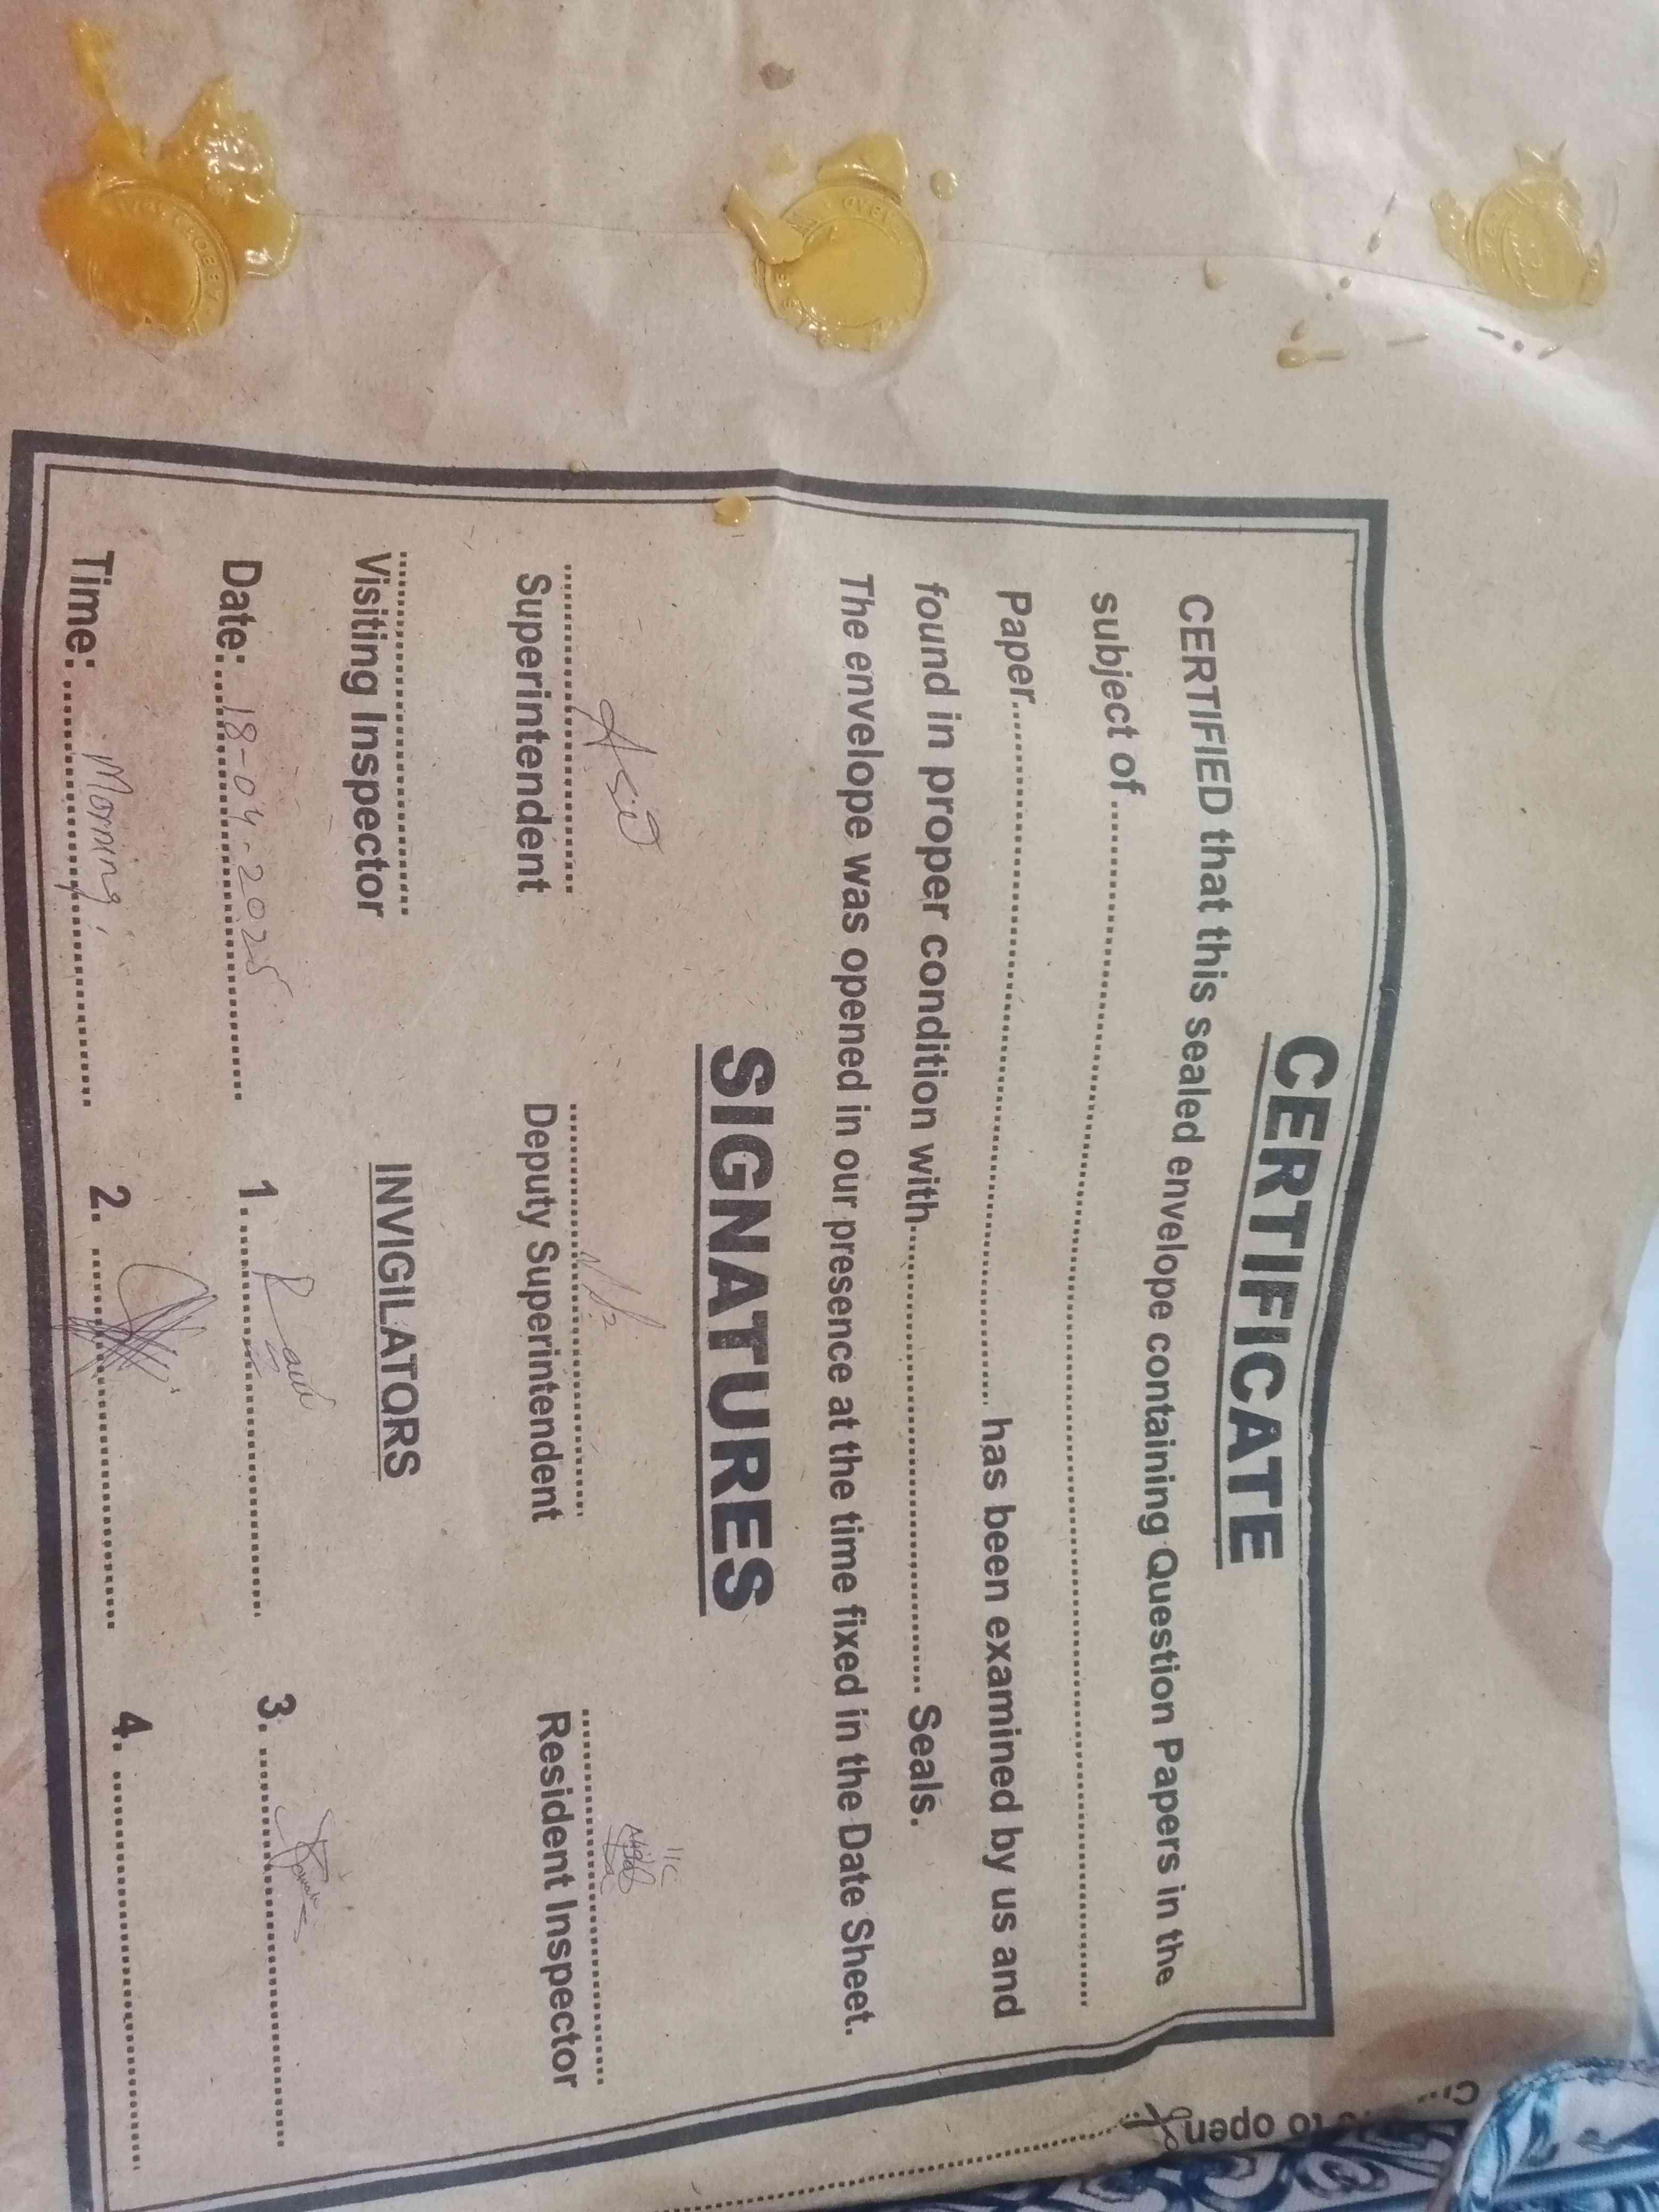 CERTIFICATE
CERTIFIED that this sealed envelope containing Question Papers in the
subject of........................................................................
Paper........................................ has been examined by us and
found in proper condition with........................................ Seals.
The envelope was opened in our presence at the time fixed in the Date Sheet.
SIGNATURES
Superintendent Deputy Superintendent Resident Inspector
Visiting Inspector
INVIGILATORS
Date: 18-04-2025 1. 3.
Time: Morning 2. 4.
to open